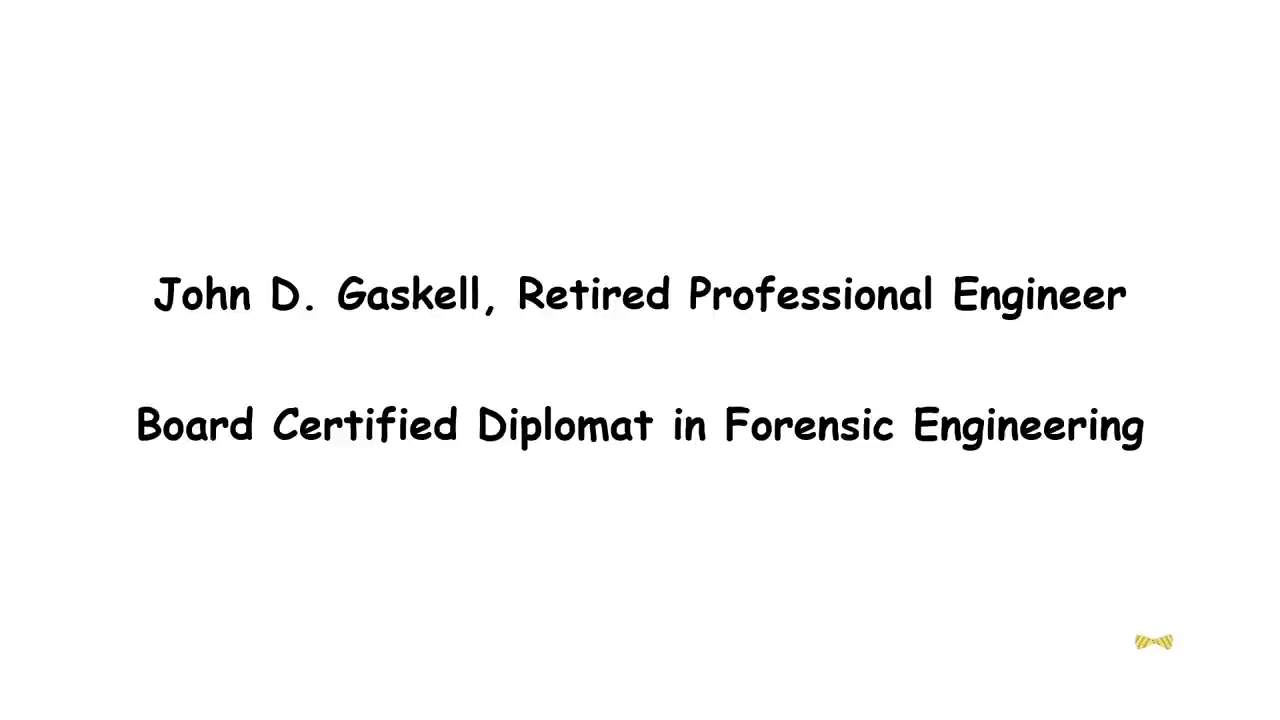 John D. Gaskell, Retired Professional Engineer
Board Certified Diplomat in Forensic Engineering